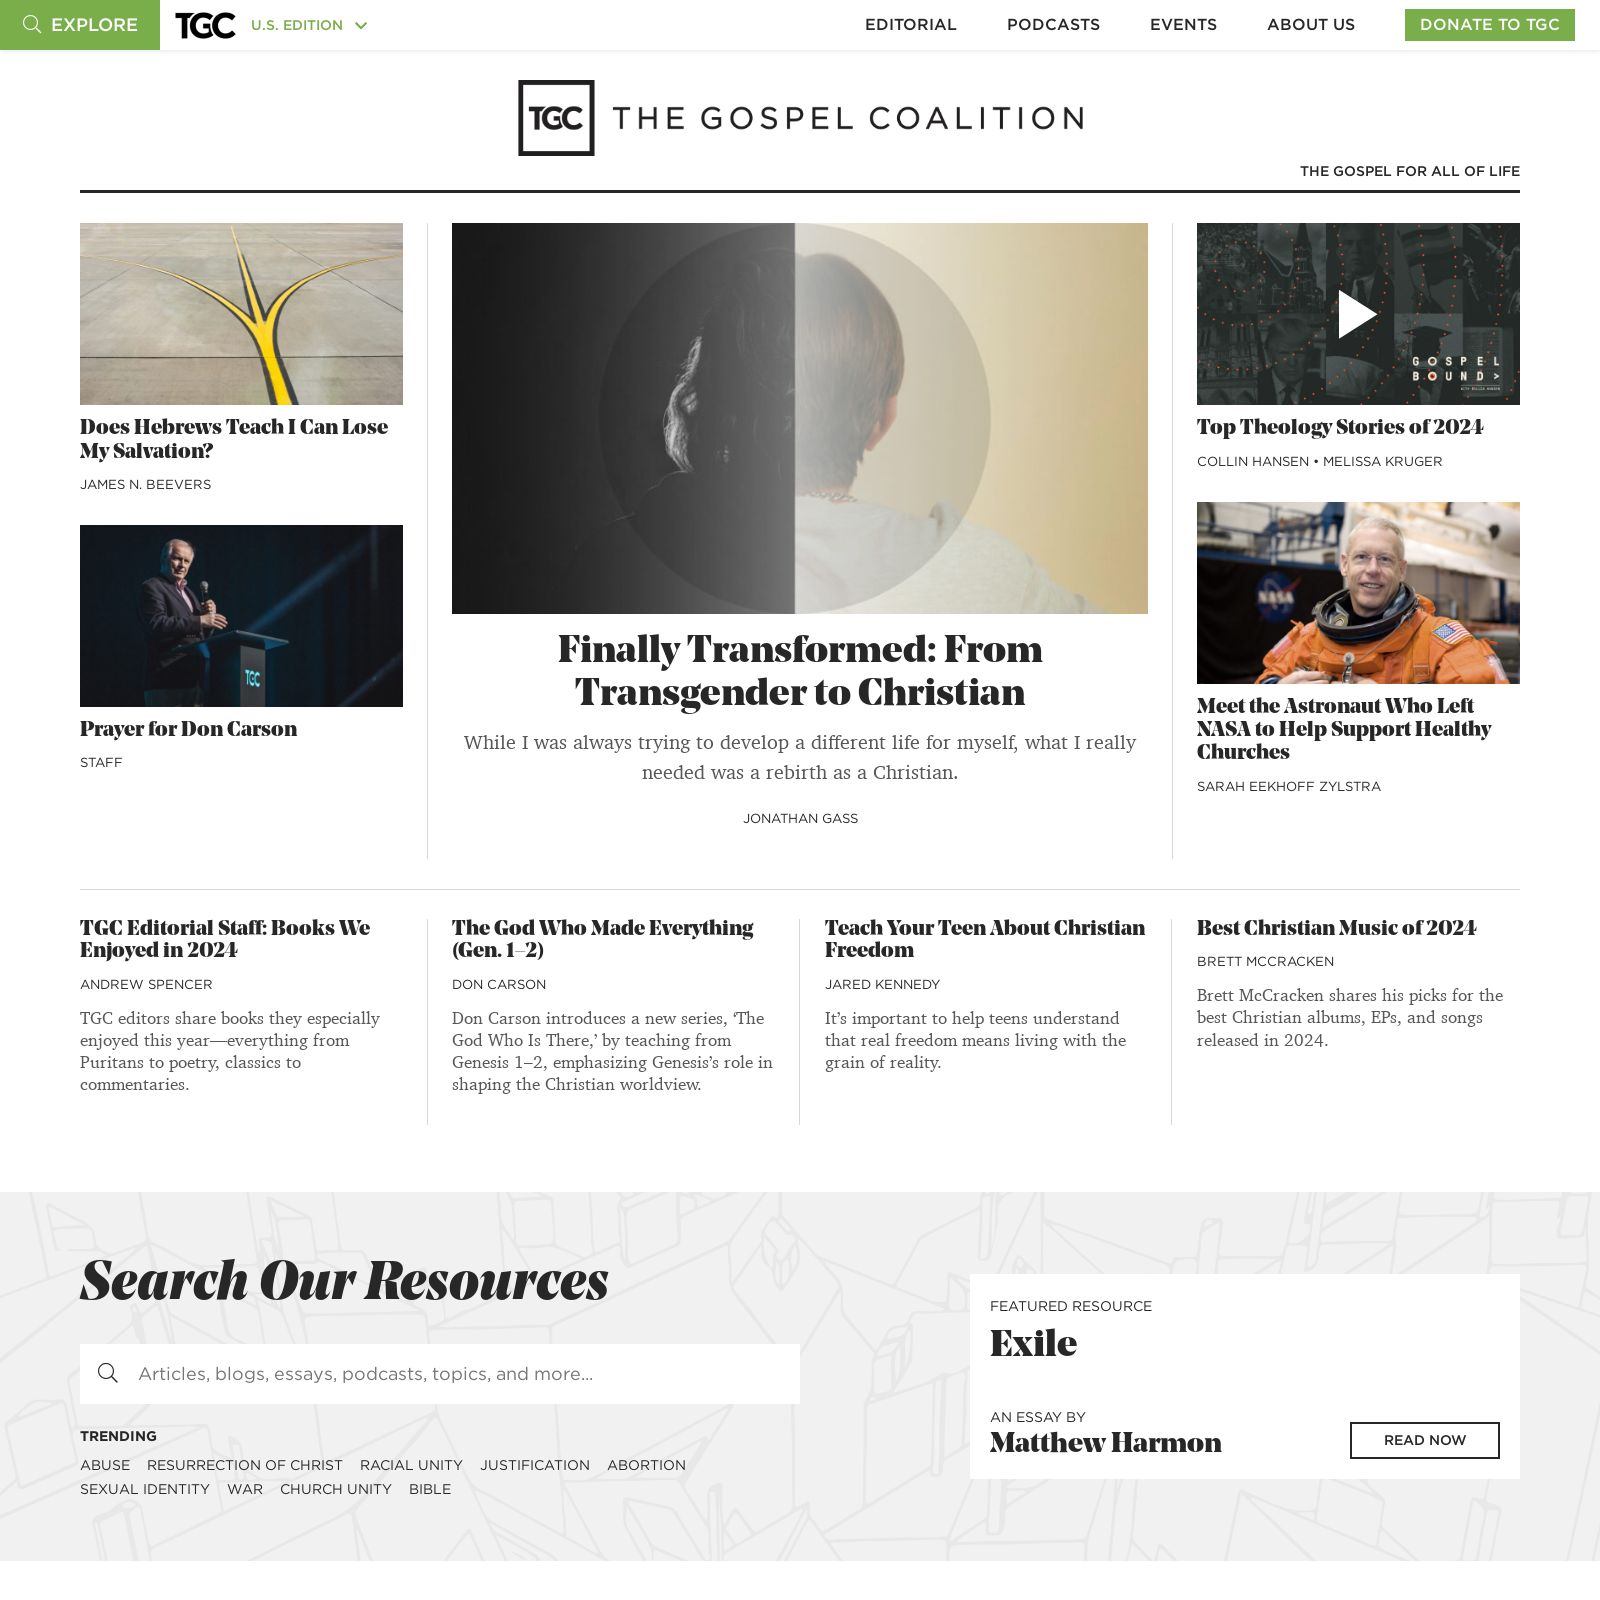 EXPLORE
TGC
U.S. EDITION
EDITORIAL
PODCASTS
EVENTS
ABOUT US
DONATE TO TGC
TGC THE GOSPEL COALITION
THE GOSPEL FOR ALL OF LIFE
Does Hebrews Teach I Can Lose
My Salvation?
JAMES N. BEEVERS
TGC
Prayer for Don Carson
STAFF
Finally Transformed: From
Transgender to Christian
While I was always trying to develop a different life for myself, what I really
needed was a rebirth as a Christian.
JONATHAN GASS
GOSPEL
BOUND>
Top Theology Stories of 2024
COLLIN HANSEN • MELISSA KRUGER
NASA
Meet the Astronaut Who Left
NASA to Help Support Healthy
Churches
SARAH EEKHOFF ZYLSTRA
TGC Editorial Staff: Books We
Enjoyed in 2024
ANDREW SPENCER
TGC editors share books they especially
enjoyed this year—everything from
Puritans to poetry, classics to
commentaries.
The God Who Made Everything
(Gen. 1–2)
DON CARSON
Don Carson introduces a new series, ‘The
God Who Is There,’ by teaching from
Genesis 1–2, emphasizing Genesis’s role in
shaping the Christian worldview.
Teach Your Teen About Christian
Freedom
JARED KENNEDY
It’s important to help teens understand
that real freedom means living with the
grain of reality.
Best Christian Music of 2024
BRETT MCCRACKEN
Brett McCracken shares his picks for the
best Christian albums, EPs, and songs
released in 2024.
Search Our Resources
Articles, blogs, essays, podcasts, topics, and more...
TRENDING
ABUSE RESURRECTION OF CHRIST RACIAL UNITY JUSTIFICATION ABORTION
SEXUAL IDENTITY WAR CHURCH UNITY BIBLE
FEATURED RESOURCE
Exile
AN ESSAY BY
Matthew Harmon
READ NOW